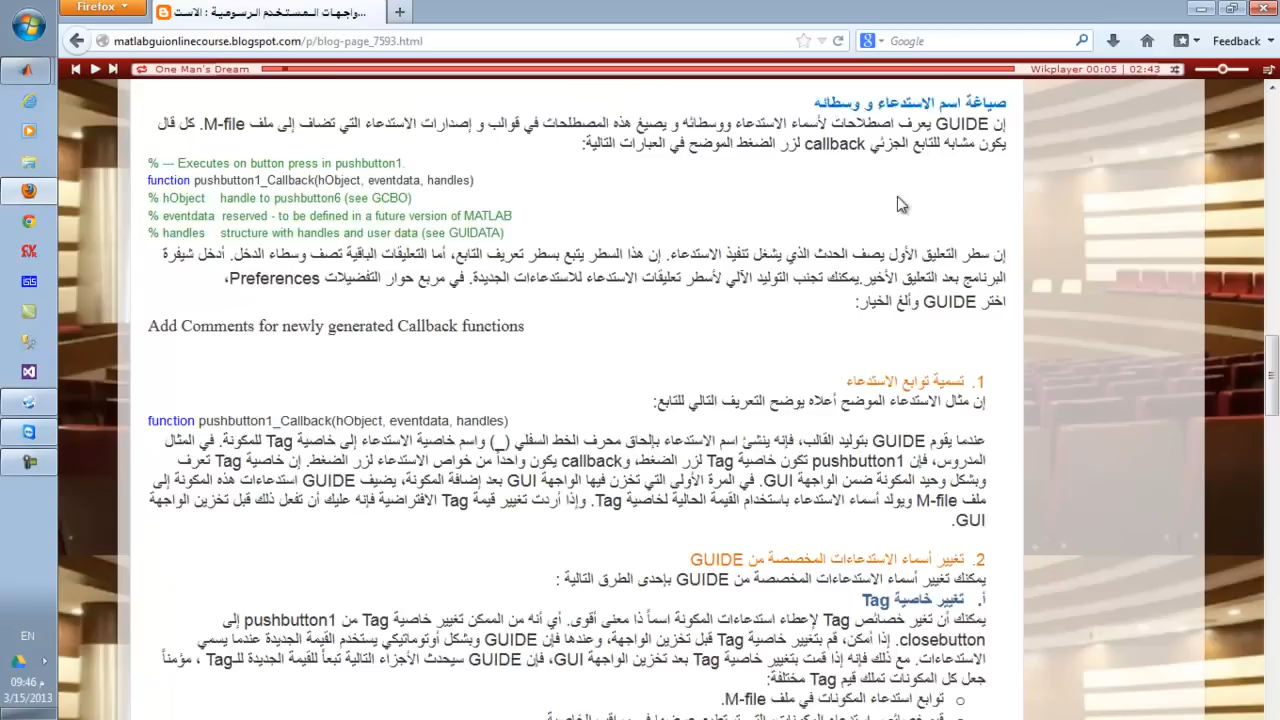 Firefox
واجهات المستخدم الرسومية : الاست...
matlabguionlinecourse.blogspot.com/p/blog-page_7593.html
Google
Feedback
One Man's Dream
Wikplayer 00:05 | 02:43
صياغة اسم الاستدعاء و وسطائه
إن GUIDE يعرف اصطلاحات لأسماء الاستدعاء ووسطائه و يصيغ هذه المصطلحات في قوالب و إصدارات الاستدعاء التي تضاف إلى ملف M-file. كل قال
يكون مشابه للتابع الجزئي callback لزر الضغط الموضح في العبارات التالية:
% --- Executes on button press in pushbutton1.
function pushbutton1_Callback(hObject, eventdata, handles)
% hObject    handle to pushbutton6 (see GCBO)
% eventdata  reserved - to be defined in a future version of MATLAB
% handles    structure with handles and user data (see GUIDATA)
إن سطر التعليق الأول يصف الحدث الذي يشغل تنفيذ الاستدعاء. إن هذا السطر يتبع بسطر تعريف التابع، أما التعليقات الباقية تصف وسطاء الدخل. أدخل شيفرة
البرنامج بعد التعليق الأخير.يمكنك تجنب التوليد الآلي لأسطر تعليقات الاستدعاء للاستدعاءات الجديدة. في مربع حوار التفضيلات Preferences،
اختر GUIDE وألغ الخيار:
Add Comments for newly generated Callback functions
1. تسمية توابع الاستدعاء
إن مثال الاستدعاء الموضح أعلاه يوضح التعريف التالي للتابع:
function pushbutton1_Callback(hObject, eventdata, handles)
عندما يقوم GUIDE بتوليد القالب، فإنه ينشئ اسم الاستدعاء بإلحاق محرف الخط السفلي (_) واسم خاصية الاستدعاء إلى خاصية Tag للمكونة. في المثال
المدروس، فإن pushbutton1 تكون خاصية Tag لزر الضغط، وcallback يكون واحداً من خواص الاستدعاء لزر الضغط. إن خاصية Tag تعرف
وبشكل وحيد المكونة ضمن الواجهة GUI. في المرة الأولى التي تخزن فيها الواجهة GUI بعد إضافة المكونة، يضيف GUIDE استدعاءات هذه المكونة إلى
ملف M-file ويولد أسماء الاستدعاء باستخدام القيمة الحالية لخاصية Tag. وإذا أردت تغيير قيمة Tag الافتراضية فإنه عليك أن تفعل ذلك قبل تخزين الواجهة
GUI.
2. تغيير أسماء الاستدعاءات المخصصة من GUIDE
يمكنك تغيير أسماء الاستدعاءات المخصصة من GUIDE بإحدى الطرق التالية :
أ. تغيير خاصية Tag
يمكنك أن تغير خصائص Tag لإعطاء استدعاءات المكونة اسماً ذا معنى أقوى. أي أنه من الممكن تغيير خاصية Tag من pushbutton1 إلى
closebutton. إذا أمكن، قم بتغيير خاصية Tag قبل تخزين الواجهة، وعندها فإن GUIDE وبشكل أوتوماتيكي يستخدم القيمة الجديدة عندما يسمي
الاستدعاءات. مع ذلك فإنه إذا قمت بتغيير خاصية Tag بعد تخزين الواجهة GUI، فإن GUIDE سيحدث الأجزاء التالية تبعاً للقيمة الجديدة للـTag ، مؤمناً
جعل كل المكونات تملك قيم Tag مختلفة:
o توابع استدعاء المكونات في ملف M-file.
EN
09:46 م
3/15/2013